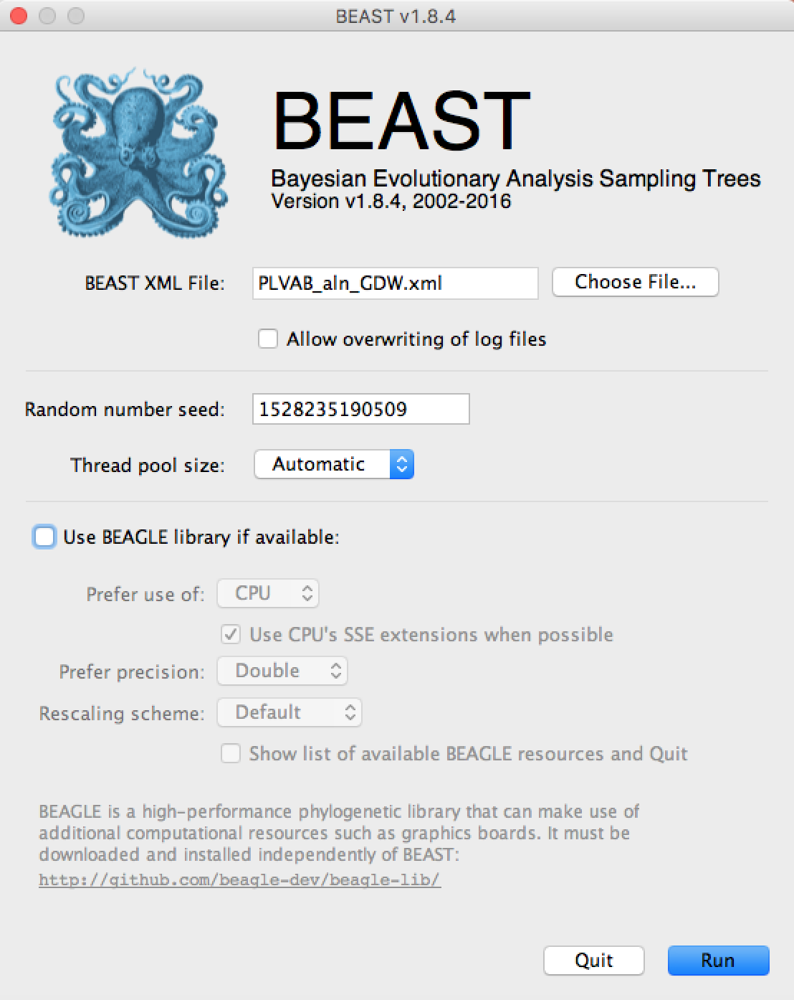 BEAST v1.8.4
BEAST
Bayesian Evolutionary Analysis Sampling Trees
Version v1.8.4, 2002-2016
BEAST XML File: PLVAB_aln_GDW.xml Choose File...
Allow overwriting of log files
Random number seed: 1528235190509
Thread pool size: Automatic
Use BEAGLE library if available:
Prefer use of: CPU
Use CPU's SSE extensions when possible
Prefer precision: Double
Rescaling scheme: Default
Show list of available BEAGLE resources and Quit
BEAGLE is a high-performance phylogenetic library that can make use of
additional computational resources such as graphics boards. It must be
downloaded and installed independently of BEAST:
http://github.com/beagle-dev/beagle-lib/
Quit Run